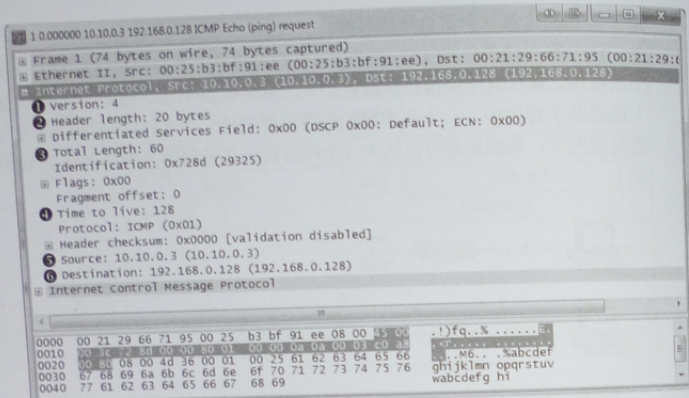 1 0.000000 10.10.0.3 192.168.0.128 ICMP Echo (ping) request
Frame 1 (74 bytes on wire, 74 bytes captured)
Ethernet II, Src: 00:25:b3:bf:91:ee (00:25:b3:bf:91:ee), Dst: 00:21:29:66:71:95 (00:21:29:
Internet Protocol, Src: 10.10.0.3 (10.10.0.3), Dst: 192.168.0.128 (192.168.0.128)
1 Version: 4
2 Header length: 20 bytes
Differentiated Services Field: 0x00 (DSCP 0x00: Default; ECN: 0x00)
3 Total Length: 60
Identification: 0x728d (29325)
Flags: 0x00
Fragment offset: 0
4 Time to live: 128
Protocol: ICMP (0x01)
Header checksum: 0x0000 [validation disabled]
5 Source: 10.10.0.3 (10.10.0.3)
6 Destination: 192.168.0.128 (192.168.0.128)
Internet Control Message Protocol
0000 00 21 29 66 71 95 00 25 b3 bf 91 ee 08 00 45 00 .!)fq..% ......E.
0010 00 3c 72 8d 00 00 80 01 00 00 0a 0a 00 03 c0 a8 .<r..... ........
0020 00 80 08 00 4d 36 00 01 00 25 61 62 63 64 65 66 ....M6.. .%abcdef
0030 67 68 69 6a 6b 6c 6d 6e 6f 70 71 72 73 74 75 76 ghijklmn opqrstuv
0040 77 61 62 63 64 65 66 67 68 69 wabcdefg hi